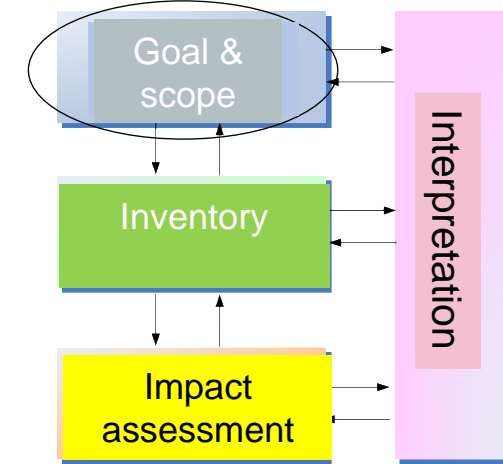 Goal &
scope
Inventory
Impact
assessment
Interpretation